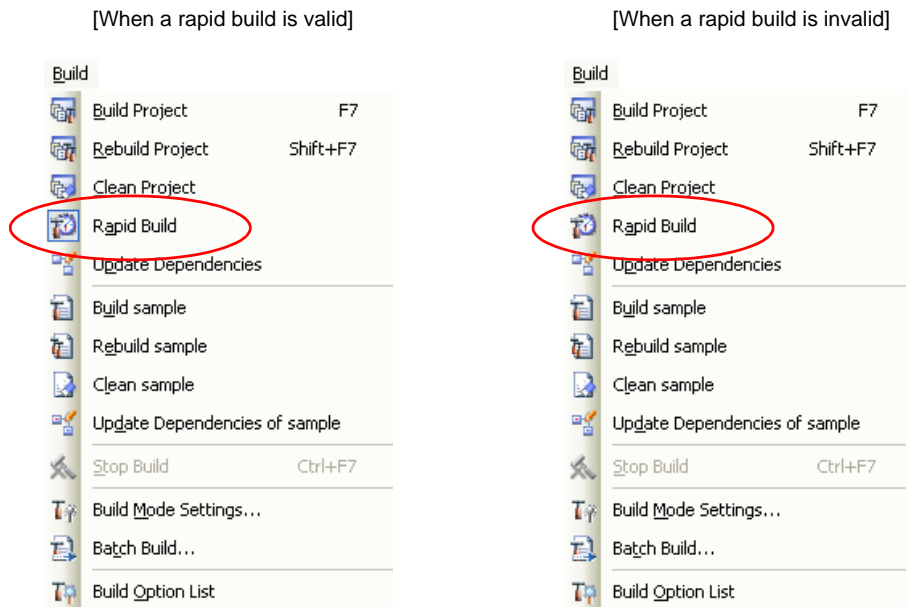 [When a rapid build is valid]
Build
Build Project F7
Rebuild Project Shift+F7
Clean Project
Rapid Build
Update Dependencies
Build sample
Rebuild sample
Clean sample
Update Dependencies of sample
Stop Build Ctrl+F7
Build Mode Settings...
Batch Build...
Build Option List
[When a rapid build is invalid]
Build
Build Project F7
Rebuild Project Shift+F7
Clean Project
Rapid Build
Update Dependencies
Build sample
Rebuild sample
Clean sample
Update Dependencies of sample
Stop Build Ctrl+F7
Build Mode Settings...
Batch Build...
Build Option List